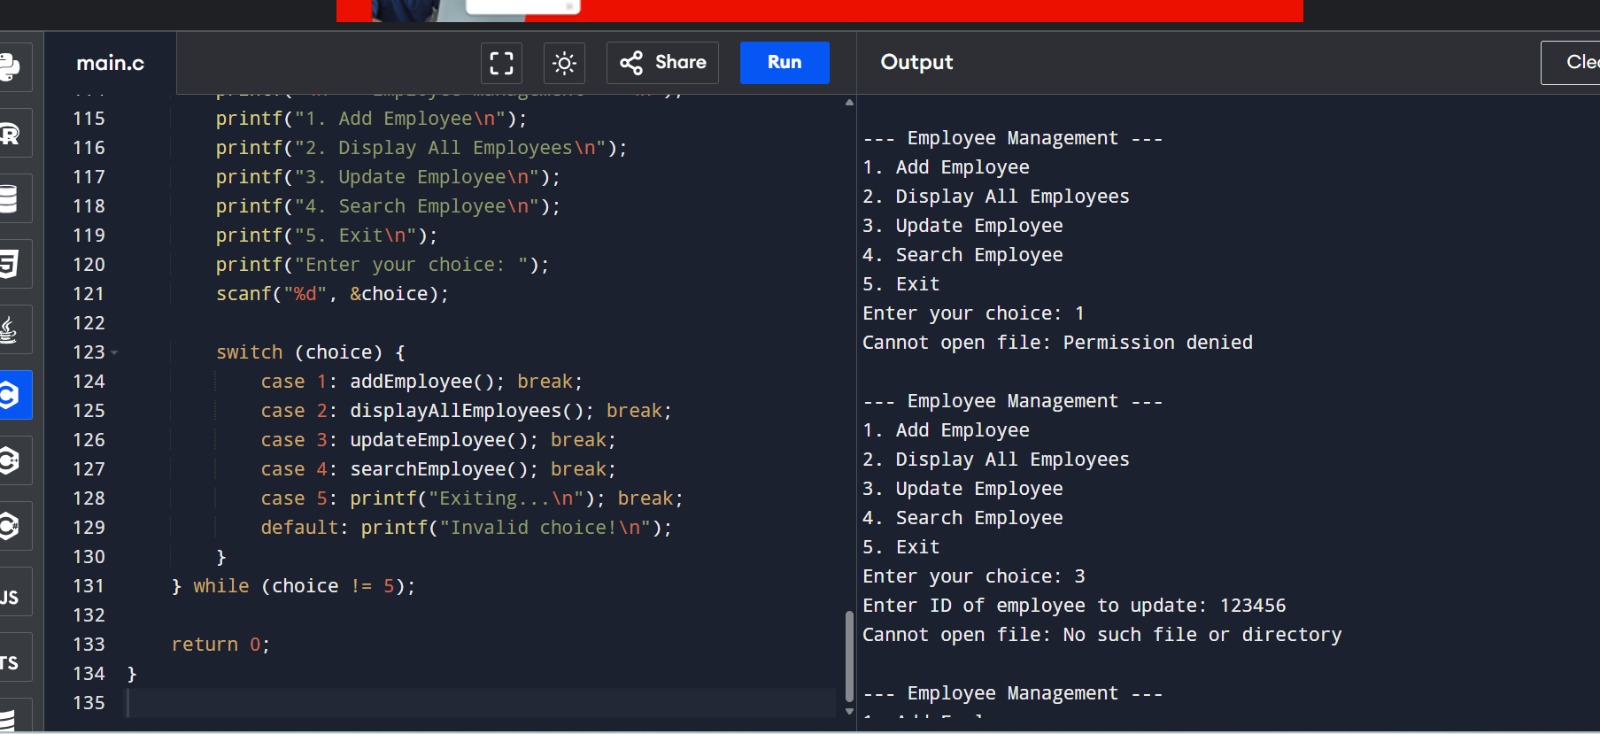 main.c
Share
Run
Output
115 printf("1. Add Employee\n");
116 printf("2. Display All Employees\n");
117 printf("3. Update Employee\n");
118 printf("4. Search Employee\n");
119 printf("5. Exit\n");
120 printf("Enter your choice: ");
121 scanf("%d", &choice);
122
123 switch (choice) {
124 case 1: addEmployee(); break;
125 case 2: displayAllEmployees(); break;
126 case 3: updateEmployee(); break;
127 case 4: searchEmployee(); break;
128 case 5: printf("Exiting...\n"); break;
129 default: printf("Invalid choice!\n");
130 }
131 } while (choice != 5);
132
133 return 0;
134 }
135
--- Employee Management ---
1. Add Employee
2. Display All Employees
3. Update Employee
4. Search Employee
5. Exit
Enter your choice: 1
Cannot open file: Permission denied
--- Employee Management ---
1. Add Employee
2. Display All Employees
3. Update Employee
4. Search Employee
5. Exit
Enter your choice: 3
Enter ID of employee to update: 123456
Cannot open file: No such file or directory
--- Employee Management ---